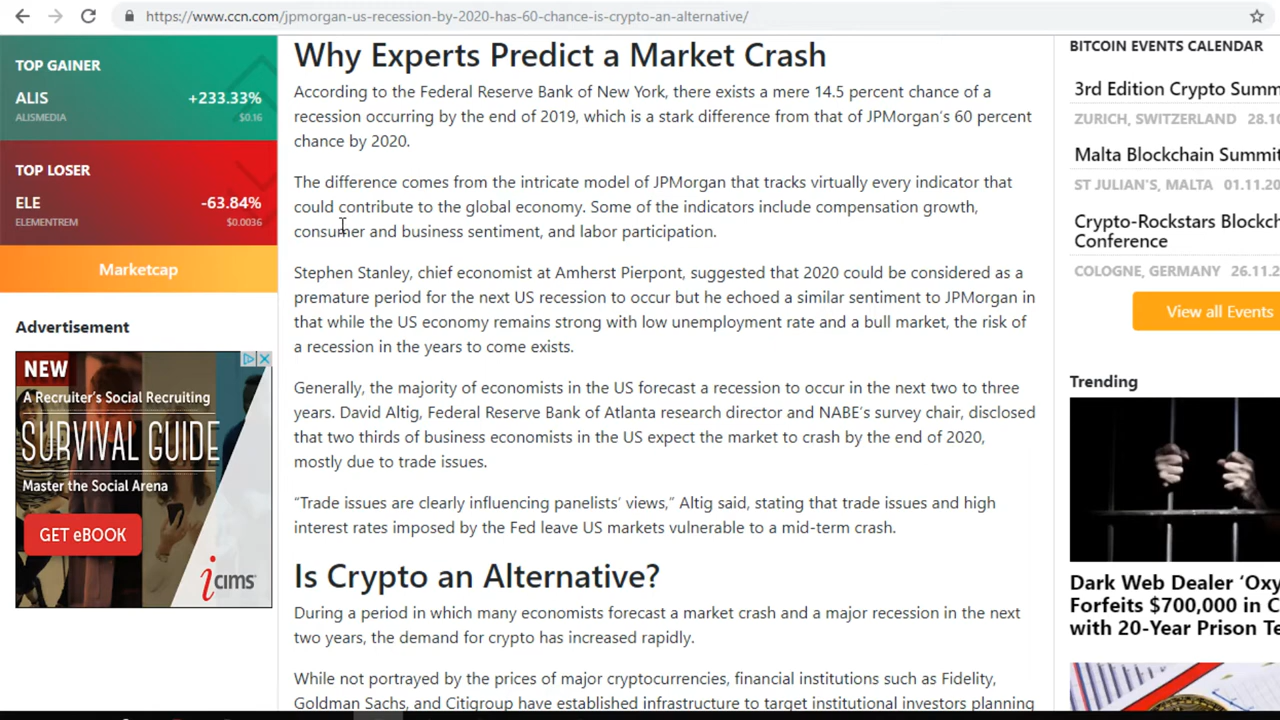 https://www.ccn.com/jpmorgan-us-recession-by-2020-has-60-chance-is-crypto-an-alternative/
TOP GAINER
ALIS +233.33%
ALISMEDIA $0.16
TOP LOSER
ELE -63.84%
ELEMENTREM $0.0036
Marketcap
Advertisement
NEW
A Recruiter's Social Recruiting
SURVIVAL GUIDE
Master the Social Arena
GET eBOOK
iCIMS
Why Experts Predict a Market Crash
According to the Federal Reserve Bank of New York, there exists a mere 14.5 percent chance of a
recession occurring by the end of 2019, which is a stark difference from that of JPMorgan's 60 percent
chance by 2020.
The difference comes from the intricate model of JPMorgan that tracks virtually every indicator that
could contribute to the global economy. Some of the indicators include compensation growth,
consumer and business sentiment, and labor participation.
Stephen Stanley, chief economist at Amherst Pierpont, suggested that 2020 could be considered as a
premature period for the next US recession to occur but he echoed a similar sentiment to JPMorgan in
that while the US economy remains strong with low unemployment rate and a bull market, the risk of
a recession in the years to come exists.
Generally, the majority of economists in the US forecast a recession to occur in the next two to three
years. David Altig, Federal Reserve Bank of Atlanta research director and NABE's survey chair, disclosed
that two thirds of business economists in the US expect the market to crash by the end of 2020,
mostly due to trade issues.
“Trade issues are clearly influencing panelists' views,” Altig said, stating that trade issues and high
interest rates imposed by the Fed leave US markets vulnerable to a mid-term crash.
Is Crypto an Alternative?
During a period in which many economists forecast a market crash and a major recession in the next
two years, the demand for crypto has increased rapidly.
While not portrayed by the prices of major cryptocurrencies, financial institutions such as Fidelity,
Goldman Sachs, and Citigroup have established infrastructure to target institutional investors planning
BITCOIN EVENTS CALENDAR
3rd Edition Crypto Summ
ZURICH, SWITZERLAND 28.10
Malta Blockchain Summit
ST JULIAN'S, MALTA 01.11.20
Crypto-Rockstars Blockch
Conference
COLOGNE, GERMANY 26.11.2
View all Events
Trending
Dark Web Dealer ‘Oxy
Forfeits $700,000 in C
with 20-Year Prison Te